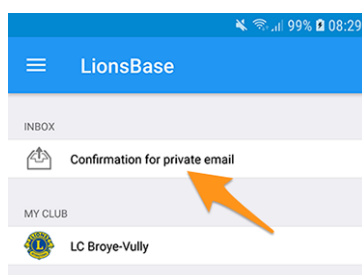 99% 08:29
LionsBase
INBOX
Confirmation for private email
MY CLUB
L
LC Broye-Vully